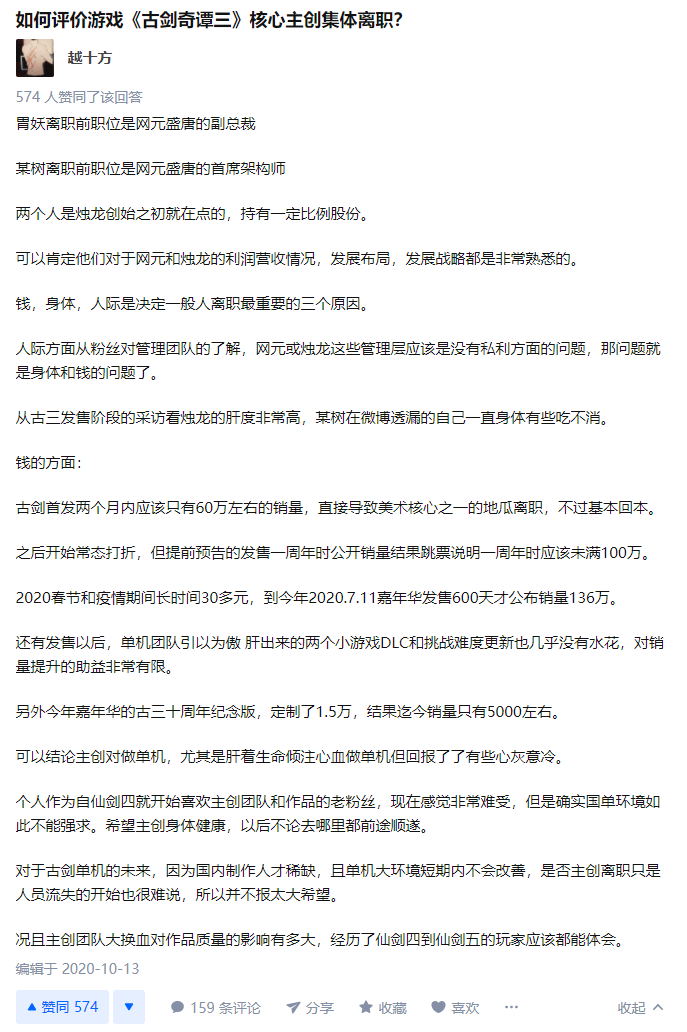 如何评价游戏《古剑奇谭三》核心主创集体离职？
越十方
574 人赞同了该回答
胃妖离职前职位是网元盛唐的副总裁
某树离职前职位是网元盛唐的首席架构师
两个人是烛龙创始之初就在点的，持有一定比例股份。
可以肯定他们对于网元和烛龙的利润营收情况，发展布局，发展战略都是非常熟悉的。
钱，身体，人际是决定一般人离职最重要的三个原因。
人际方面从粉丝对管理团队的了解，网元或烛龙这些管理层应该是没有私利方面的问题，那问题就
是身体和钱的问题了。
从古三发售阶段的采访看烛龙的肝度非常高，某树在微博透漏的自己一直身体有些吃不消。
钱的方面：
古剑首发两个月内应该只有60万左右的销量，直接导致美术核心之一的地瓜离职，不过基本回本。
之后开始常态打折，但提前预告的发售一周年时公开销量结果跳票说明一周年时应该未满100万。
2020春节和疫情期间长时间30多元，到今年2020.7.11嘉年华发售600天才公布销量136万。
还有发售以后，单机团队引以为傲 肝出来的两个小游戏DLC和挑战难度更新也几乎没有水花，对销
量提升的助益非常有限。
另外今年嘉年华的古三十周年纪念版，定制了1.5万，结果迄今销量只有5000左右。
可以结论主创对做单机，尤其是肝着生命倾注心血做单机但回报了了有些心灰意冷。
个人作为自仙剑四就开始喜欢主创团队和作品的老粉丝，现在感觉非常难受，但是确实国单环境如
此不能强求。希望主创身体健康，以后不论去哪里都前途顺遂。
对于古剑单机的未来，因为国内制作人才稀缺，且单机大环境短期内不会改善，是否主创离职只是
人员流失的开始也很难说，所以并不报太大希望。
况且主创团队大换血对作品质量的影响有多大，经历了仙剑四到仙剑五的玩家应该都能体会。
编辑于 2020-10-13
赞同 574 159 条评论 分享 收藏 喜欢 收起